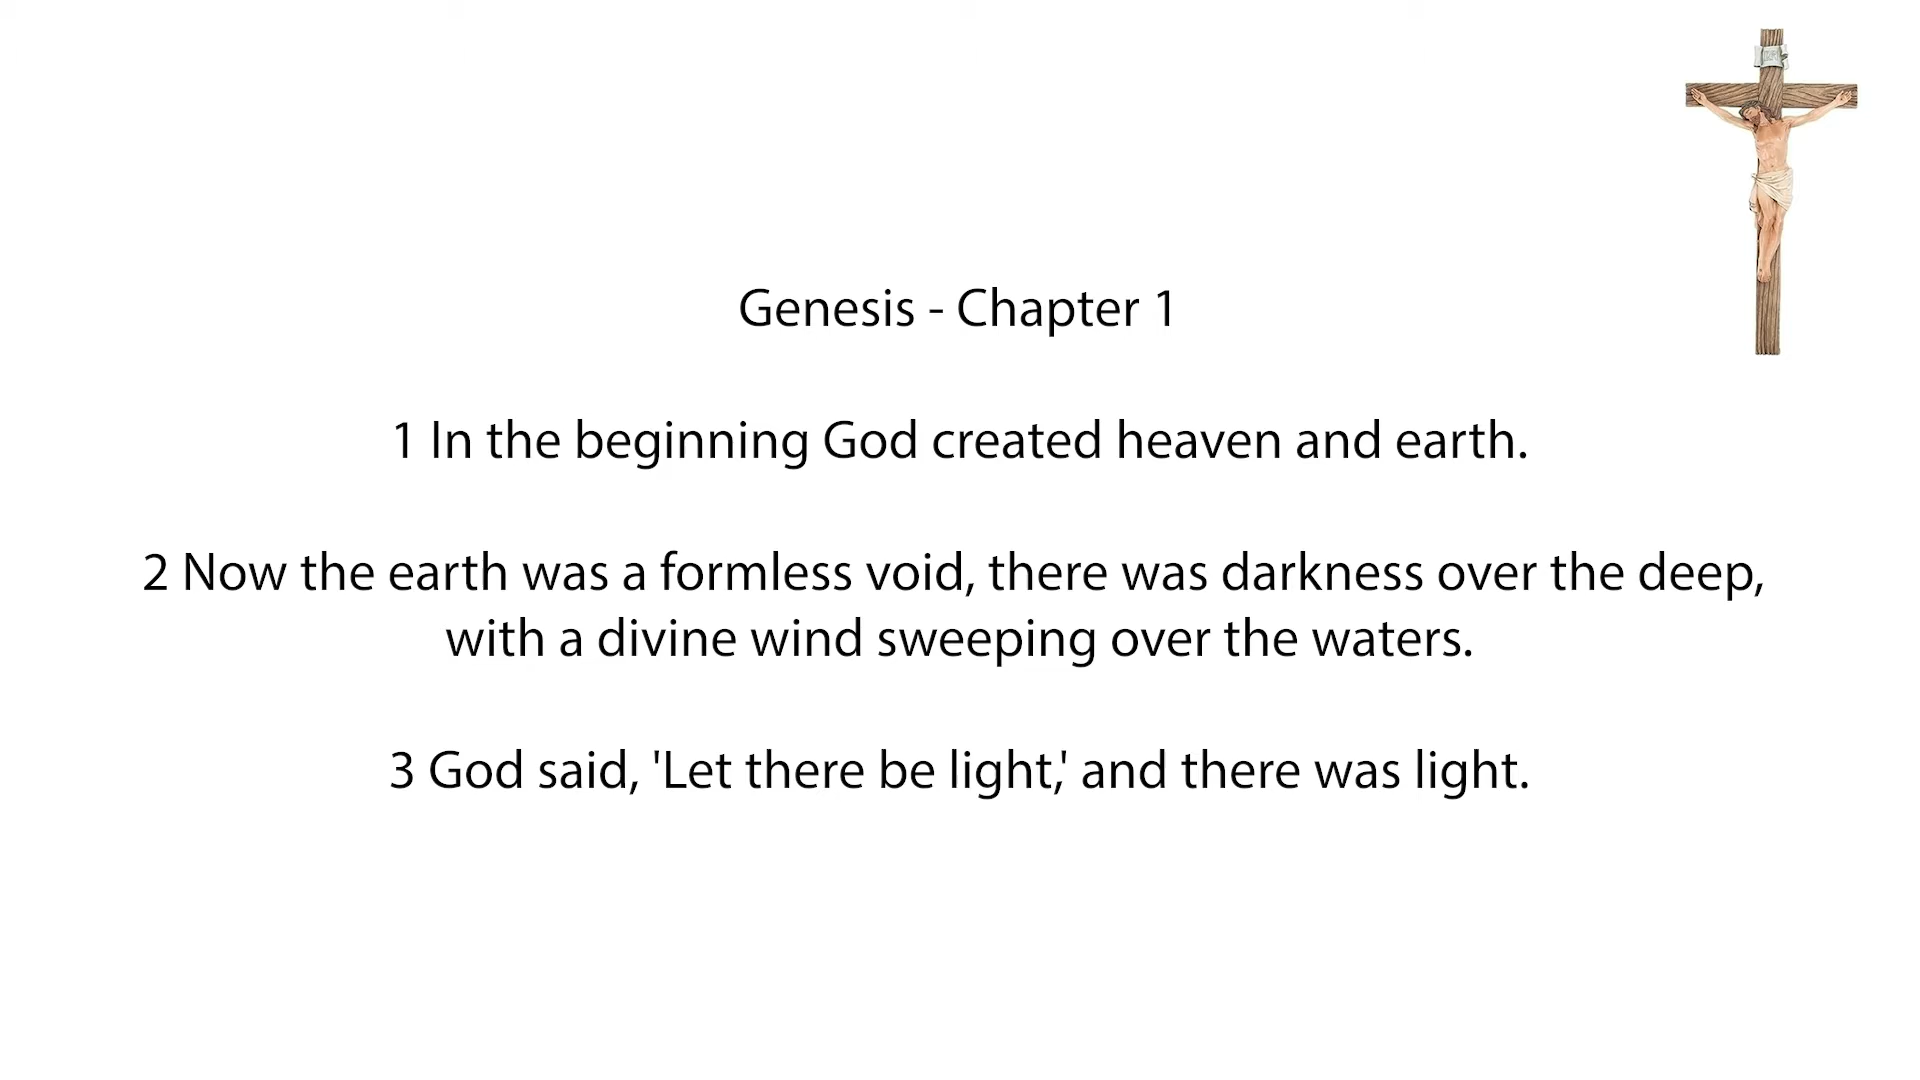 Genesis - Chapter 1
1 In the beginning God created heaven and earth.
2 Now the earth was a formless void, there was darkness over the deep,
with a divine wind sweeping over the waters.
3 God said, 'Let there be light,' and there was light.